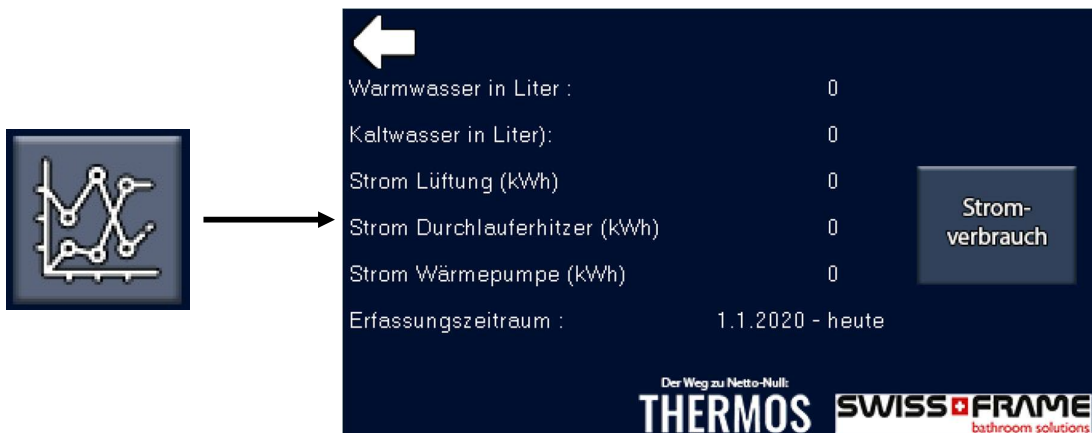 Warmwasser in Liter : 0
Kaltwasser in Liter): 0
Strom Lüftung (kWh) 0
Strom Durchlauferhitzer (kWh) 0
Strom Wärmepumpe (kWh) 0
Erfassungszeitraum : 1.1.2020 - heute
Strom-
verbrauch
Der Weg zu Netto-Null:
THERMOS
SWISS FRAME
bathroom solutions